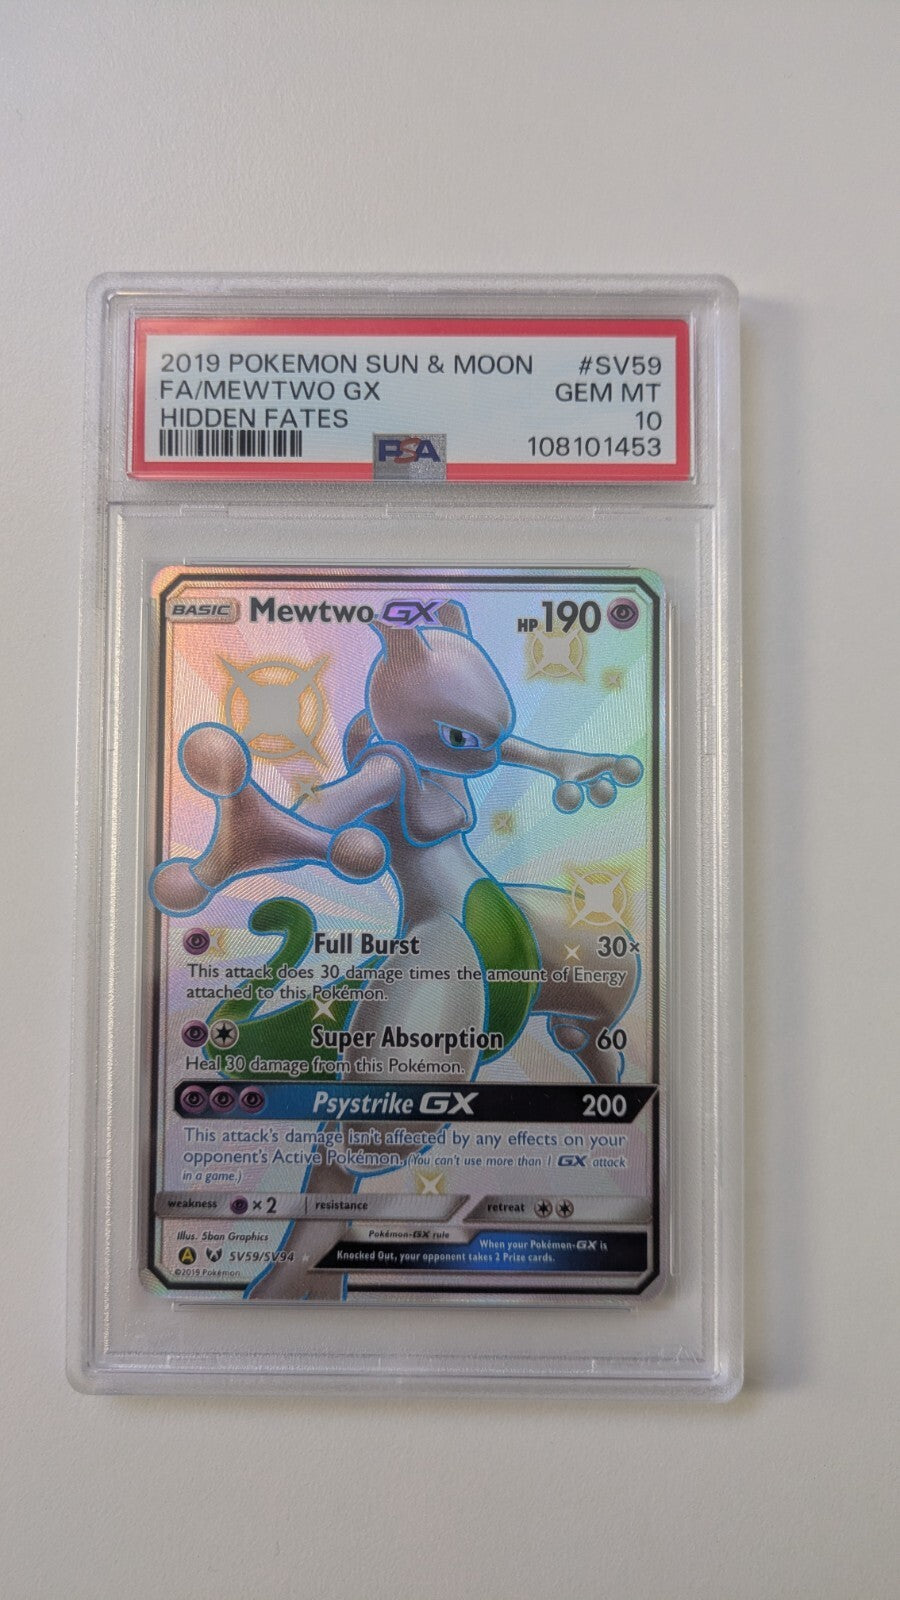 2019 POKEMON SUN & MOON #SV59
FA/MEWTWO GX GEM MT
HIDDEN FATES 10
PSA 108101453
BASIC Mewtwo GX HP 190
Full Burst 30×
This attack does 30 damage times the amount of Energy
attached to this Pokémon.
Super Absorption 60
Heal 30 damage from this Pokémon.
Psystrike GX 200
This attack's damage isn't affected by any effects on your
opponent's Active Pokémon. (You can't use more than 1 GX attack
in a game.)
weakness ×2 resistance retreat
Illus. 5ban Graphics
A SV59/SV94
©2019 Pokémon
Pokémon-GX rule When your Pokémon-GX is
Knocked Out, your opponent takes 2 Prize cards.